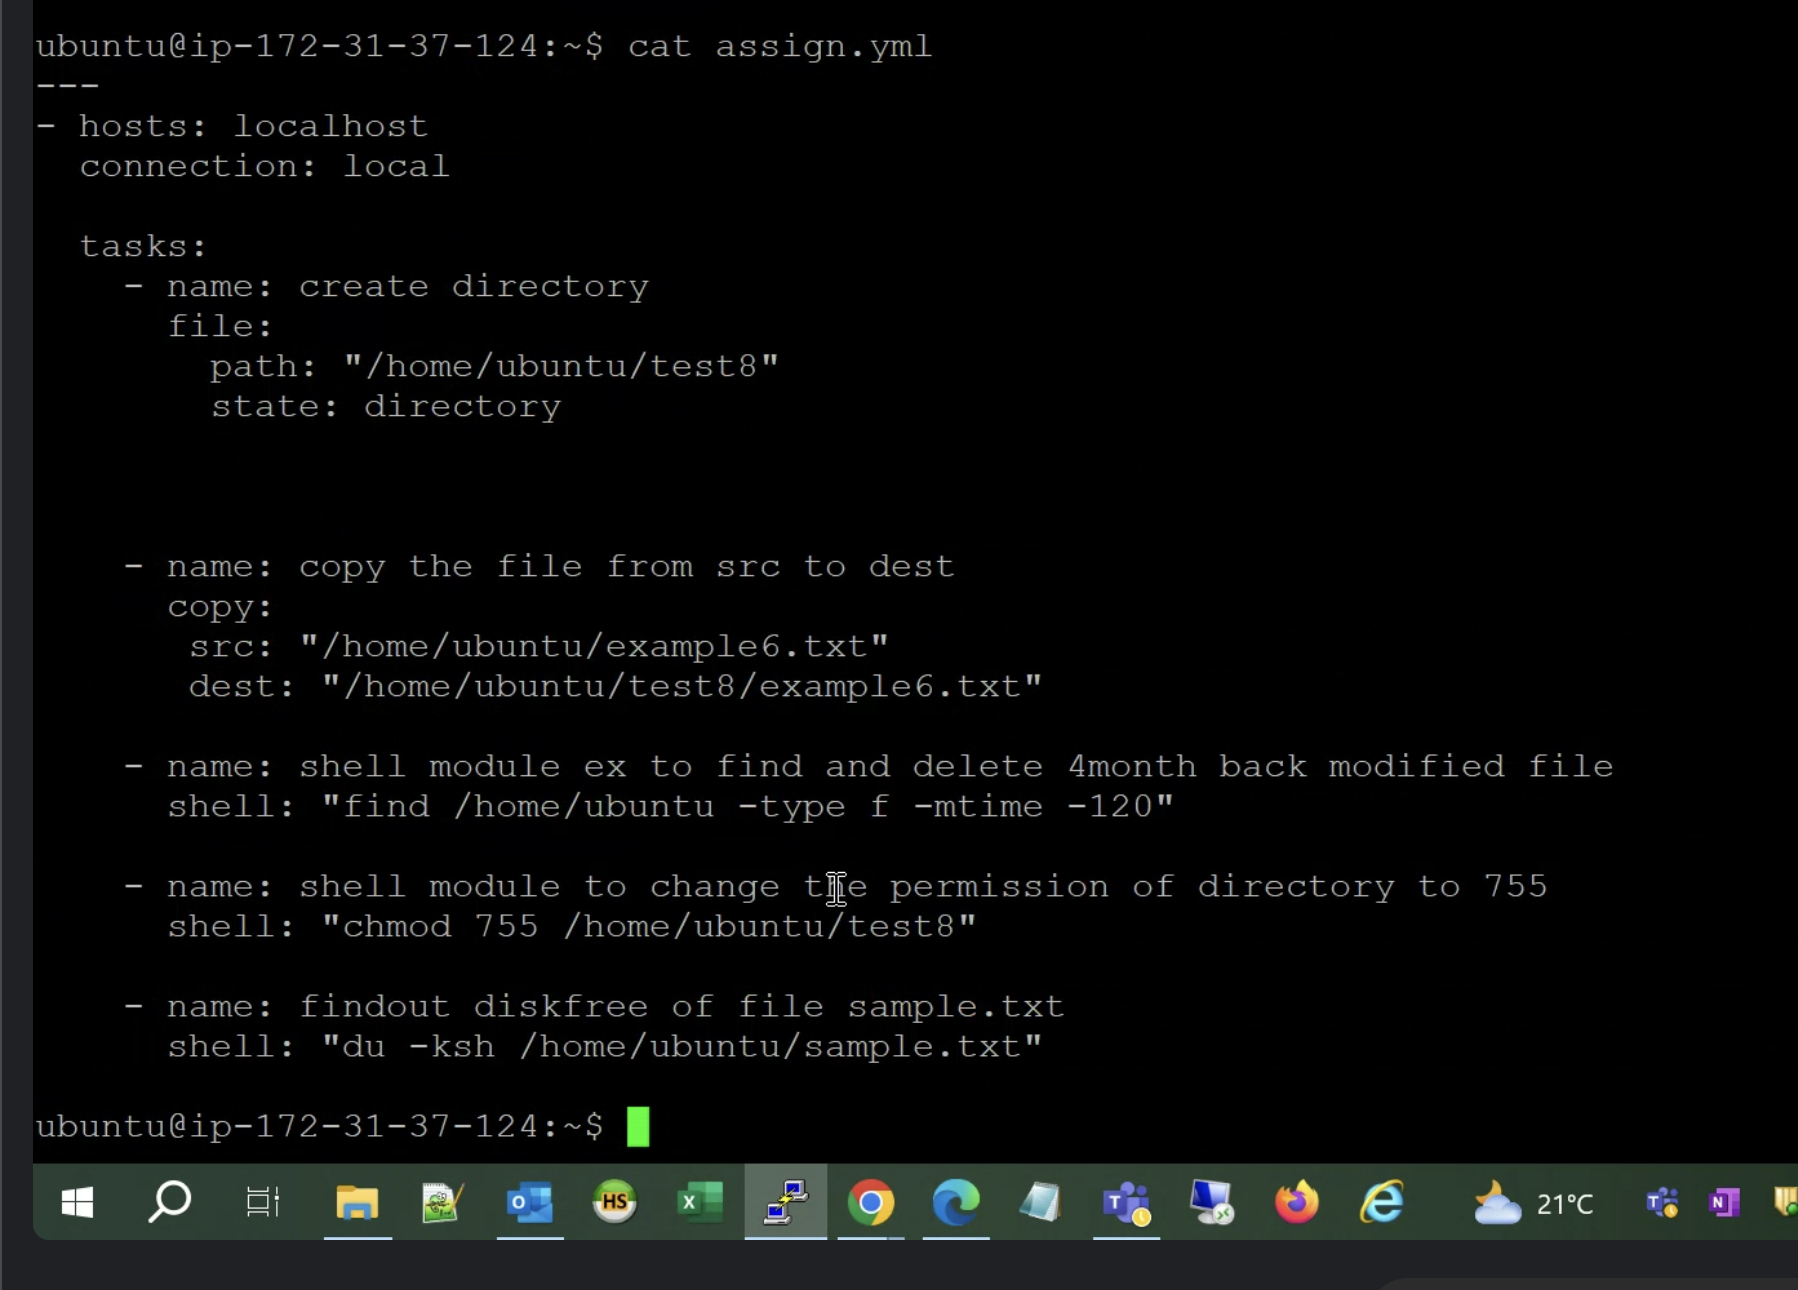 ubuntu@ip-172-31-37-124:~$ cat assign.yml
---
- hosts: localhost
  connection: local
  tasks:
    - name: create directory
      file:
        path: "/home/ubuntu/test8"
        state: directory
    - name: copy the file from src to dest
      copy:
       src: "/home/ubuntu/example6.txt"
       dest: "/home/ubuntu/test8/example6.txt"
    - name: shell module ex to find and delete 4month back modified file
      shell: "find /home/ubuntu -type f -mtime -120"
    - name: shell module to change the permission of directory to 755
      shell: "chmod 755 /home/ubuntu/test8"
    - name: findout diskfree of file sample.txt
      shell: "du -ksh /home/ubuntu/sample.txt"
ubuntu@ip-172-31-37-124:~$
HS
21°C